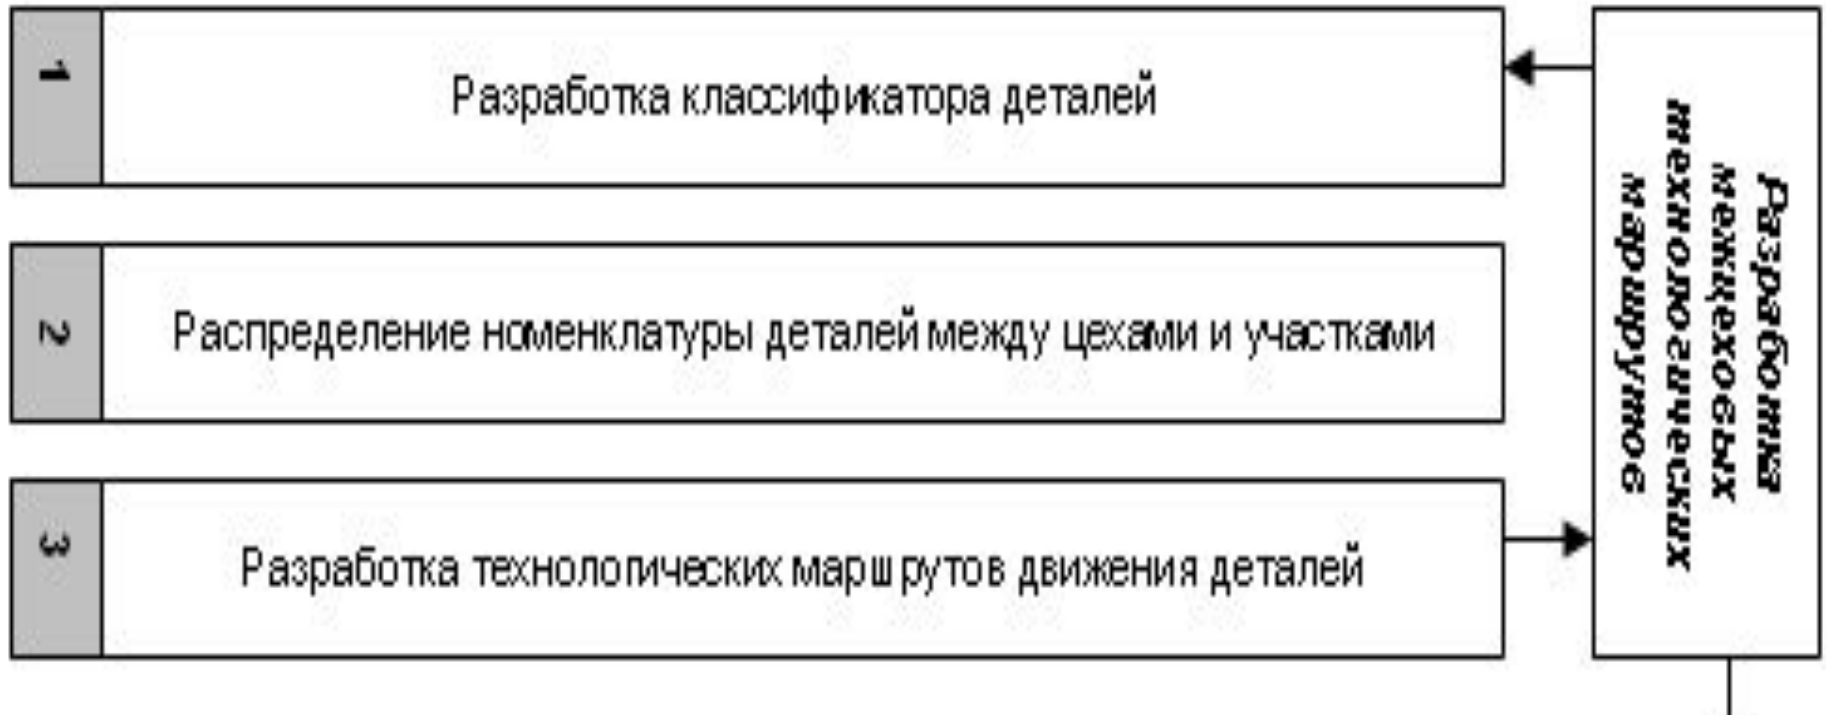 1
Разработка классификатора деталей
2
Распределение номенклатуры деталей между цехами и участками
3
Разработка технологических маршрутов движения деталей
Разработка
межцеховых
технологических
маршрутов